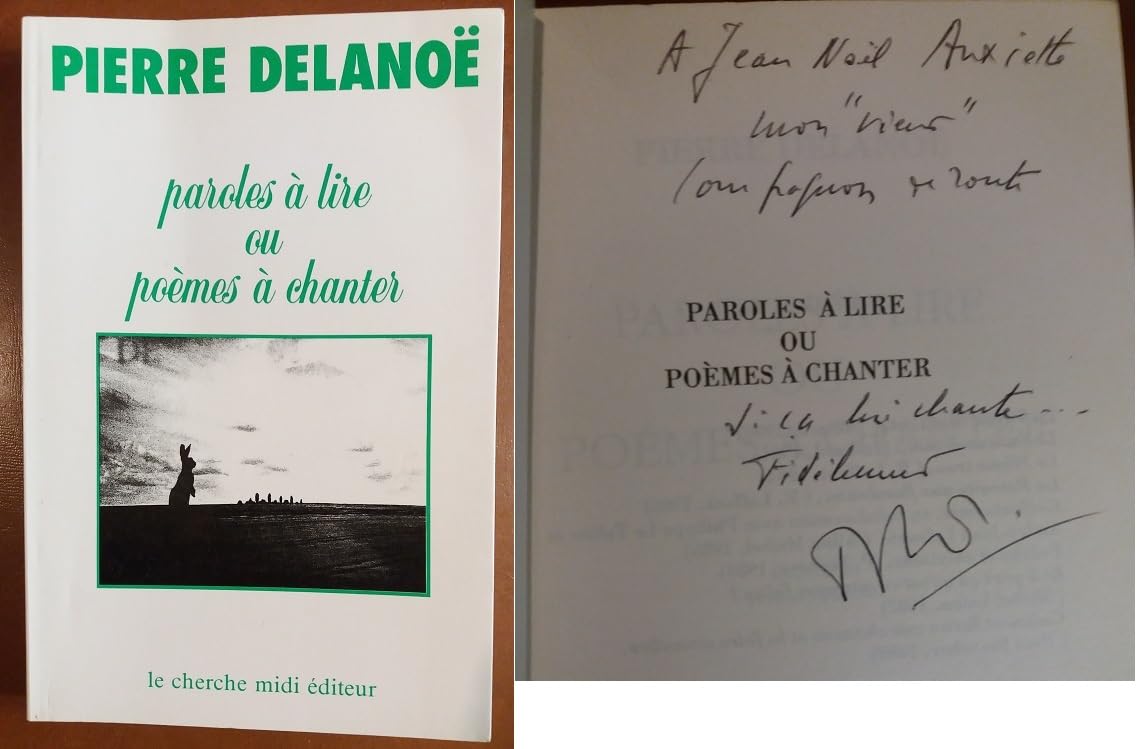 PIERRE DELANOË
paroles à lire
ou
poèmes à chanter
le cherche midi éditeur
A Jean Noël Auxiette
mon "vieux"
Compagnon de route
PAROLES À LIRE
OU
POÈMES À CHANTER
si ça lui chante...
Fidèlement